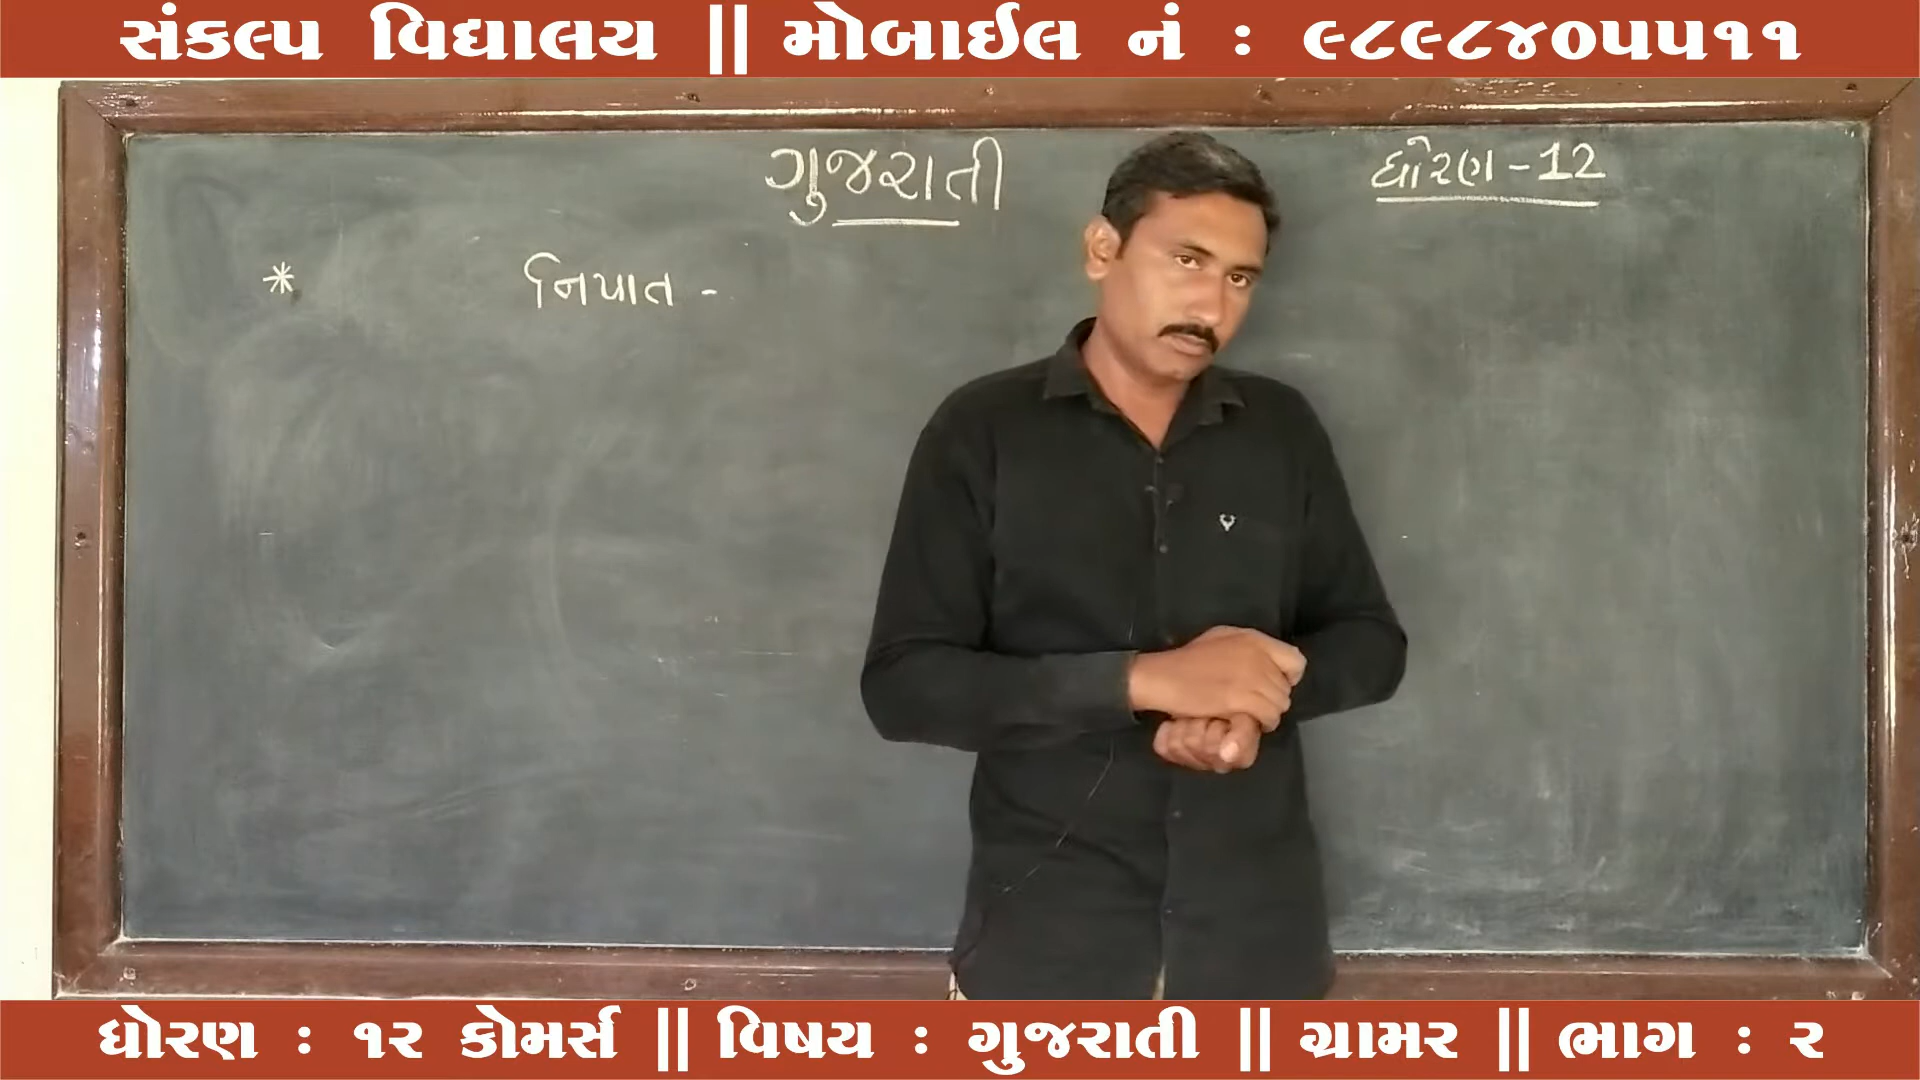 સંકલ્પ વિદ્યાલય || મોબાઈલ નં : ૯૮૯૮૪૦૫૫૧૧
ગુજરાતી
ધોરણ - 12
* નિપાત -
ધોરણ : ૧૨ કોમર્સ || વિષય : ગુજરાતી || ગ્રામર || ભાગ : ૨